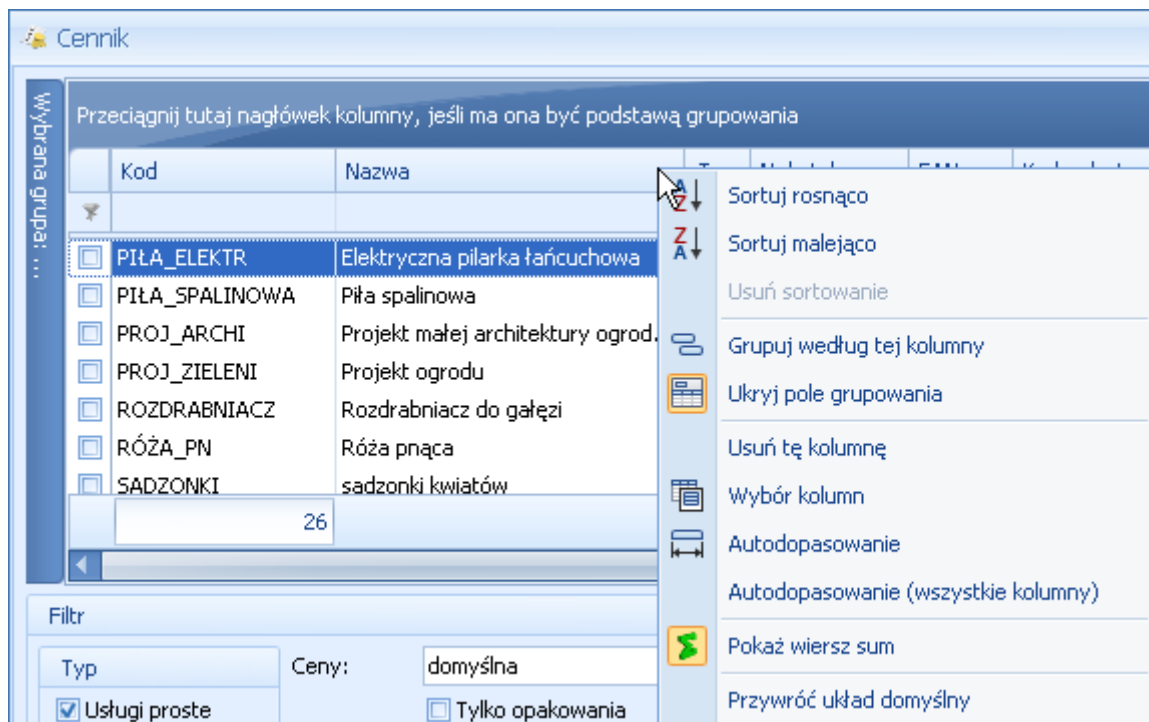 Cennik
Wybrana grupa: ...
Przeciągnij tutaj nagłówek kolumny, jeśli ma ona być podstawą grupowania
Kod Nazwa
PIŁA_ELEKTR Elektryczna pilarka łańcuchowa
PIŁA_SPALINOWA Piła spalinowa
PROJ_ARCHI Projekt małej architektury ogrod.
PROJ_ZIELENI Projekt ogrodu
ROZDRABNIACZ Rozdrabniacz do gałęzi
RÓŻA_PN Róża pnąca
SADZONKI sadzonki kwiatów
26
Sortuj rosnąco
Sortuj malejąco
Usuń sortowanie
Grupuj według tej kolumny
Ukryj pole grupowania
Usuń tę kolumnę
Wybór kolumn
Autodopasowanie
Autodopasowanie (wszystkie kolumny)
Pokaż wiersz sum
Przywróć układ domyślny
Filtr
Typ Ceny: domyślna
Usługi proste Tylko opakowania